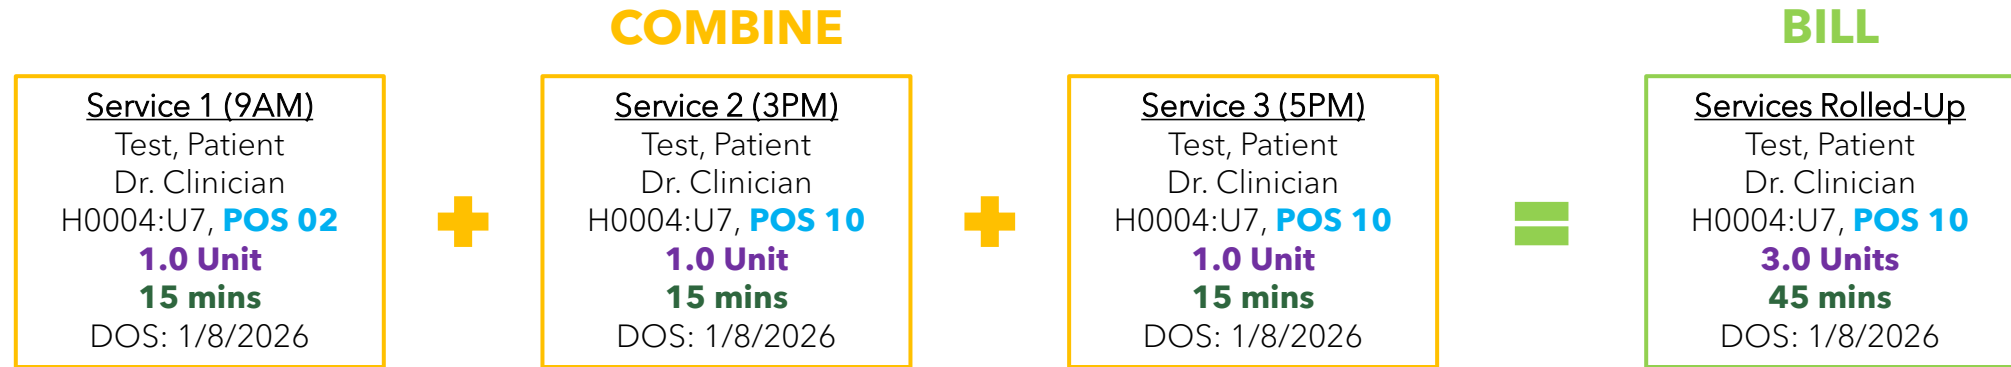 COMBINE
BILL
Service 1 (9AM)
Test, Patient
Dr. Clinician
H0004:U7, POS 02
1.0 Unit
15 mins
DOS: 1/8/2026
Service 2 (3PM)
Test, Patient
Dr. Clinician
H0004:U7, POS 10
1.0 Unit
15 mins
DOS: 1/8/2026
Service 3 (5PM)
Test, Patient
Dr. Clinician
H0004:U7, POS 10
1.0 Unit
15 mins
DOS: 1/8/2026
Services Rolled-Up
Test, Patient
Dr. Clinician
H0004:U7, POS 10
3.0 Units
45 mins
DOS: 1/8/2026